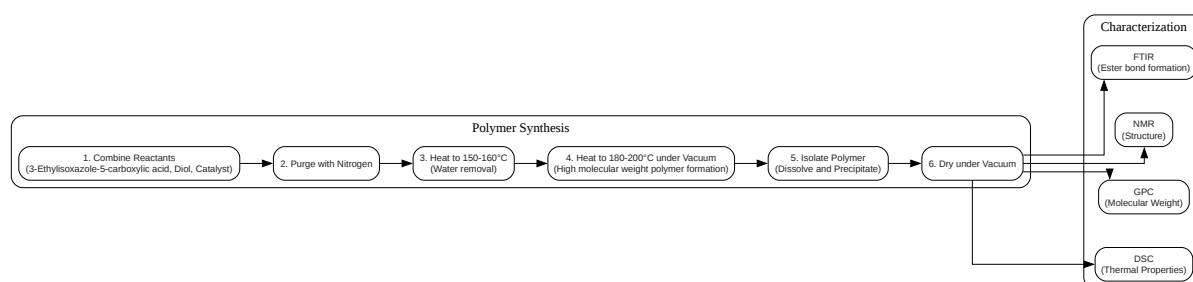 Characterization
FTIR
(Ester bond formation)
Polymer Synthesis
1. Combine Reactants
(3-Ethylisoxazole-5-carboxylic acid, Diol, Catalyst)
2. Purge with Nitrogen
3. Heat to 150-160°C
(Water removal)
4. Heat to 180-200°C under Vacuum
(High molecular weight polymer formation)
5. Isolate Polymer
(Dissolve and Precipitate)
6. Dry under Vacuum
NMR
(Structure)
GPC
(Molecular Weight)
DSC
(Thermal Properties)